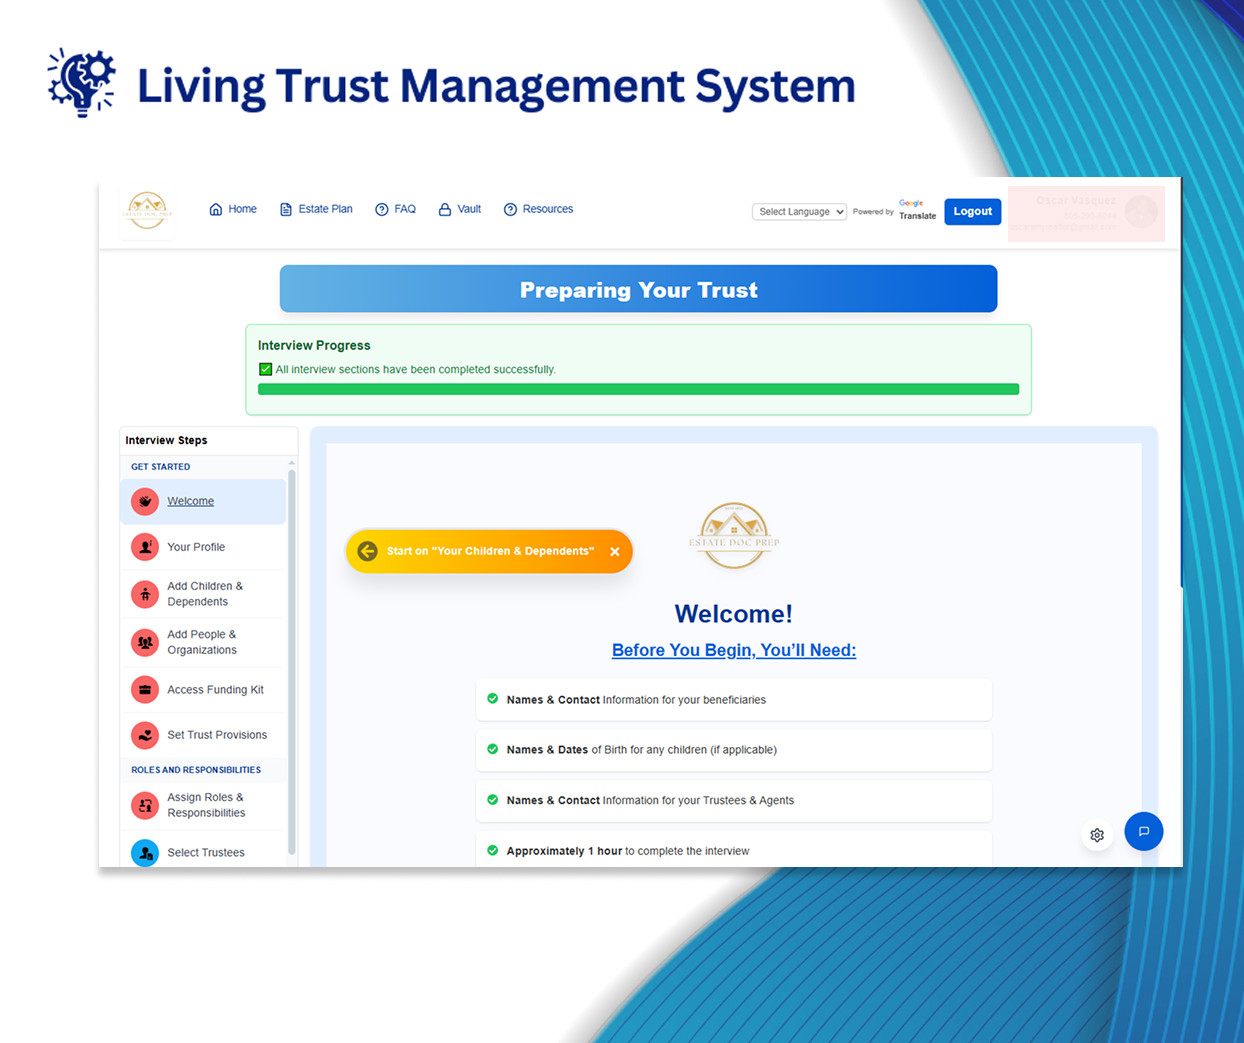 Living Trust Management System
ESTATE DOC PREP
Home
Estate Plan
FAQ
Vault
Resources
Select Language
Powered by
Google
Translate
Logout
Oscar Vasquez
Preparing Your Trust
Interview Progress
All interview sections have been completed successfully.
Interview Steps
GET STARTED
Welcome
Your Profile
Add Children &
Dependents
Add People &
Organizations
Access Funding Kit
Set Trust Provisions
ROLES AND RESPONSIBILITIES
Assign Roles &
Responsibilities
Select Trustees
Start on "Your Children & Dependents"
ESTATE DOC PREP
Welcome!
Before You Begin, You’ll Need:
Names & Contact Information for your beneficiaries
Names & Dates of Birth for any children (if applicable)
Names & Contact Information for your Trustees & Agents
Approximately 1 hour to complete the interview